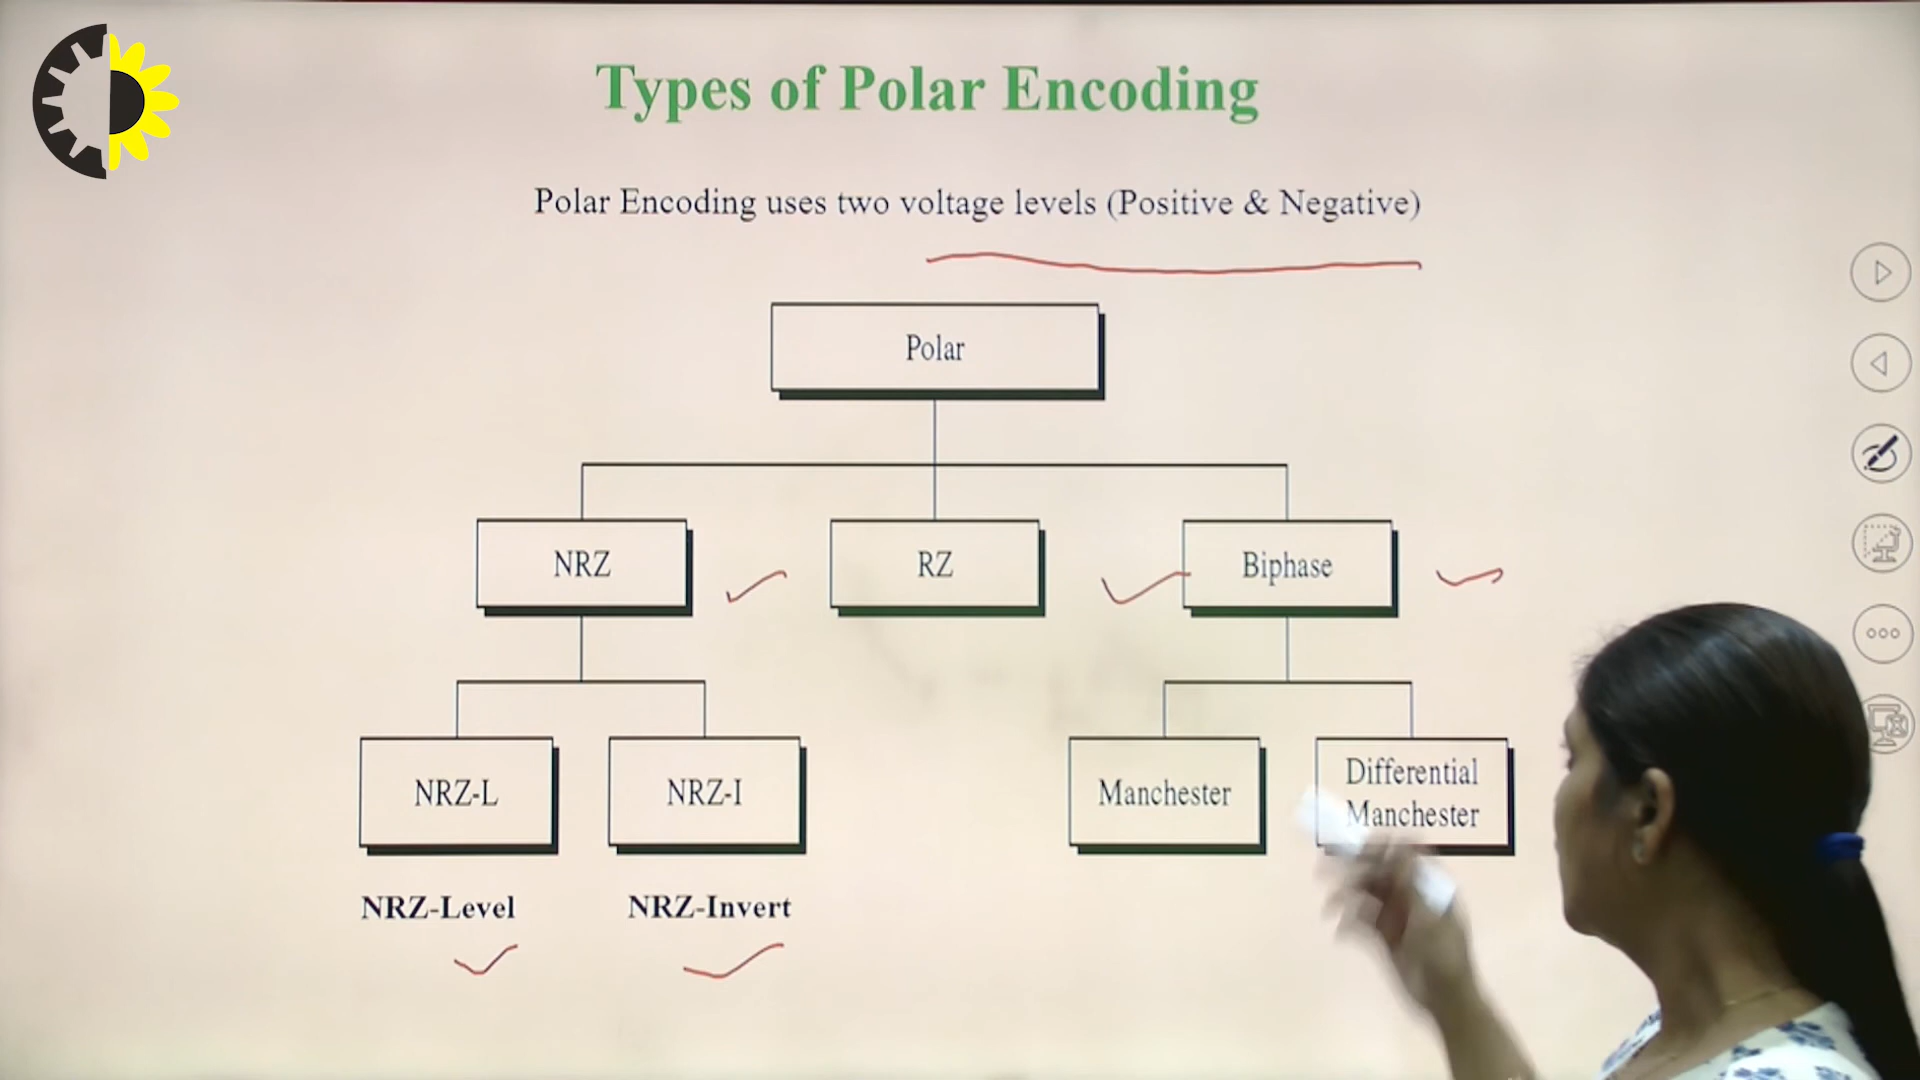 Types of Polar Encoding
Polar Encoding uses two voltage levels (Positive & Negative)
Polar
NRZ
RZ
Biphase
NRZ-L
NRZ-I
Manchester
Differential
Manchester
NRZ-Level
NRZ-Invert